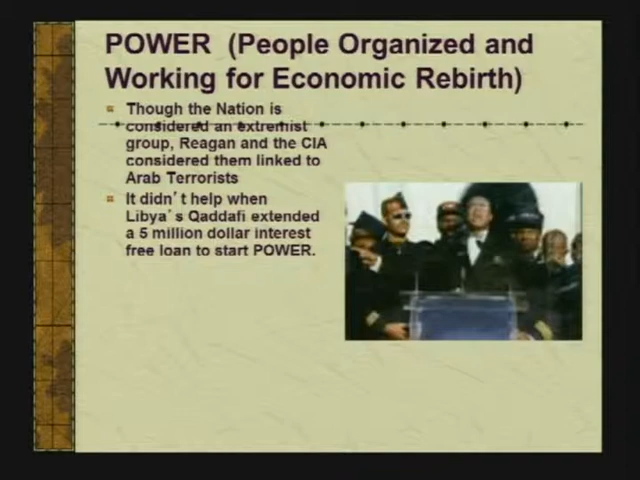 POWER (People Organized and
Working for Economic Rebirth)
Though the Nation is
considered an extremist
group, Reagan and the CIA
considered them linked to
Arab Terrorists
It didn’t help when
Libya’s Qaddafi extended
a 5 million dollar interest
free loan to start POWER.